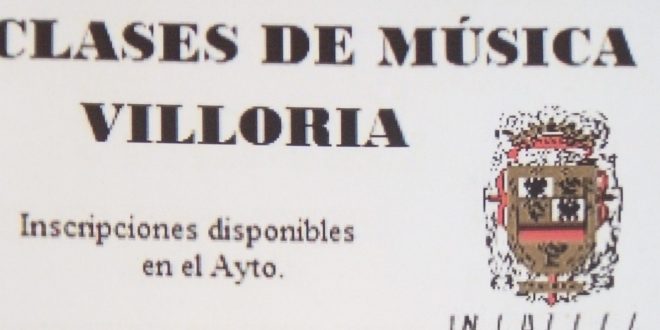 CLASES DE MÚSICA
VILLORIA
Inscripciones disponibles
en el Ayto.